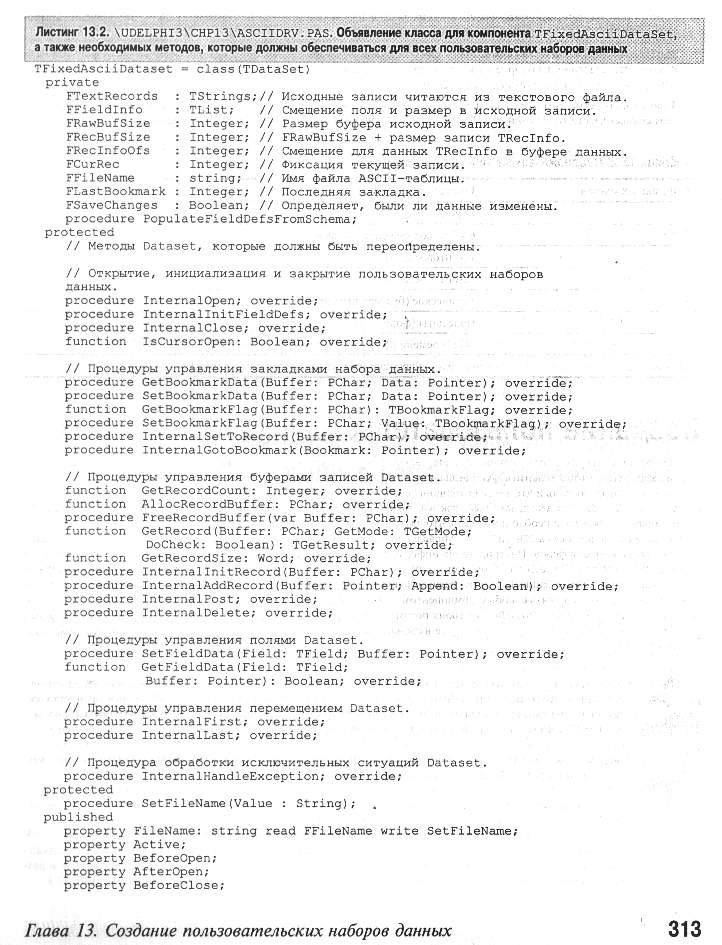 Листинг 13.2. \UDELPHI3\CHP13\ASCIIDRV.PAS. Объявление класса для компонента TFixedAsciiDataSet,
а также необходимых методов, которые должны обеспечиваться для всех пользовательских наборов данных
TFixedAsciiDataset = class(TDataSet)
private
FTextRecords : TStrings;// Исходные записи читаются из текстового файла.
FFieldInfo : TList; // Смещение поля и размер в исходной записи.
FRawBufSize : Integer; // Размер буфера исходной записи.
FRecBufSize : Integer; // FRawBufSize + размер записи TRecInfo.
FRecInfoOfs : Integer; // Смещение для данных TRecInfo в буфере данных.
FCurRec : Integer; // Фиксация текущей записи.
FFileName : string; // Имя файла ASCII-таблицы.
FLastBookmark : Integer; // Последняя закладка.
FSaveChanges : Boolean; // Определяет, были ли данные изменены.
procedure PopulateFieldDefsFromSchema;
protected
// Методы Dataset, которые должны быть переопределены.
// Открытие, инициализация и закрытие пользовательских наборов
данных.
procedure InternalOpen; override;
procedure InternalInitFieldDefs; override;
procedure InternalClose; override;
function IsCursorOpen: Boolean; override;
// Процедуры управления закладками набора данных.
procedure GetBookmarkData(Buffer: PChar; Data: Pointer); override;
procedure SetBookmarkData(Buffer: PChar; Data: Pointer); override;
function GetBookmarkFlag(Buffer: PChar): TBookmarkFlag; override;
procedure SetBookmarkFlag(Buffer: PChar; Value: TBookmarkFlag); override;
procedure InternalSetToRecord(Buffer: PChar); override;
procedure InternalGotoBookmark(Bookmark: Pointer); override;
// Процедуры управления буферами записей Dataset.
function GetRecordCount: Integer; override;
function AllocRecordBuffer: PChar; override;
procedure FreeRecordBuffer(var Buffer: PChar); override;
function GetRecord(Buffer: PChar; GetMode: TGetMode;
DoCheck: Boolean): TGetResult; override;
function GetRecordSize: Word; override;
procedure InternalInitRecord(Buffer: PChar); override;
procedure InternalAddRecord(Buffer: Pointer; Append: Boolean); override;
procedure InternalPost; override;
procedure InternalDelete; override;
// Процедуры управления полями Dataset.
procedure SetFieldData(Field: TField; Buffer: Pointer); override;
function GetFieldData(Field: TField;
Buffer: Pointer): Boolean; override;
// Процедуры управления перемещением Dataset.
procedure InternalFirst; override;
procedure InternalLast; override;
// Процедура обработки исключительных ситуаций Dataset.
procedure InternalHandleException; override;
protected
procedure SetFileName(Value : String);
published
property FileName: string read FFileName write SetFileName;
property Active;
property BeforeOpen;
property AfterOpen;
property BeforeClose;
Глава 13. Создание пользовательских наборов данных 313